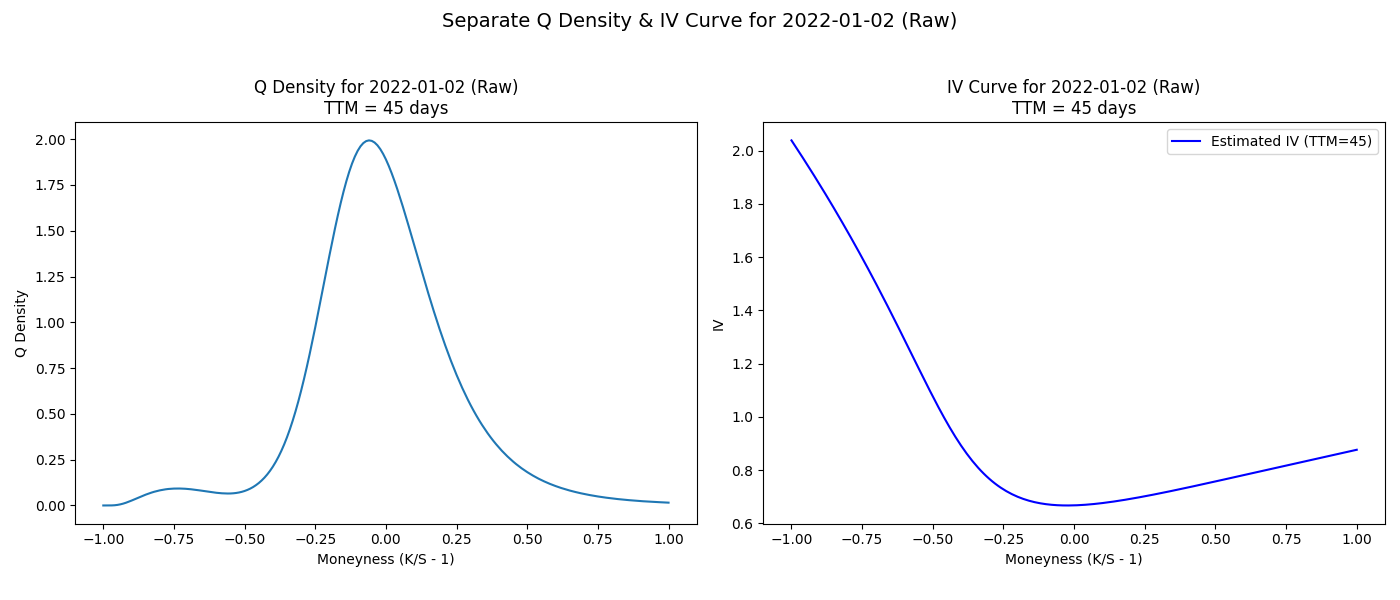 Separate Q Density & IV Curve for 2022-01-02 (Raw)
Q Density for 2022-01-02 (Raw)
TTM = 45 days
Q Density
2.00
1.75
1.50
1.25
1.00
0.75
0.50
0.25
0.00
−1.00 −0.75 −0.50 −0.25 0.00 0.25 0.50 0.75 1.00
Moneyness (K/S - 1)
IV Curve for 2022-01-02 (Raw)
TTM = 45 days
Estimated IV (TTM=45)
IV
2.0
1.8
1.6
1.4
1.2
1.0
0.8
0.6
−1.00 −0.75 −0.50 −0.25 0.00 0.25 0.50 0.75 1.00
Moneyness (K/S - 1)